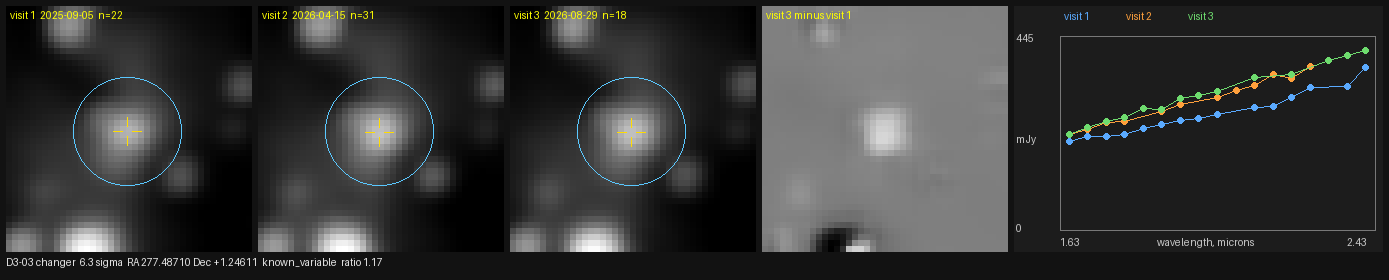 visit 1 2025-09-05 n=22
visit 2 2026-04-15 n=31
visit 3 2026-08-29 n=18
visit 3 minus visit 1
visit 1 visit 2 visit 3
445
mJy
0
1.63 wavelength, microns 2.43
D3-03 changer 6.3 sigma RA 277.48710 Dec +1.24611 known_variable ratio 1.17